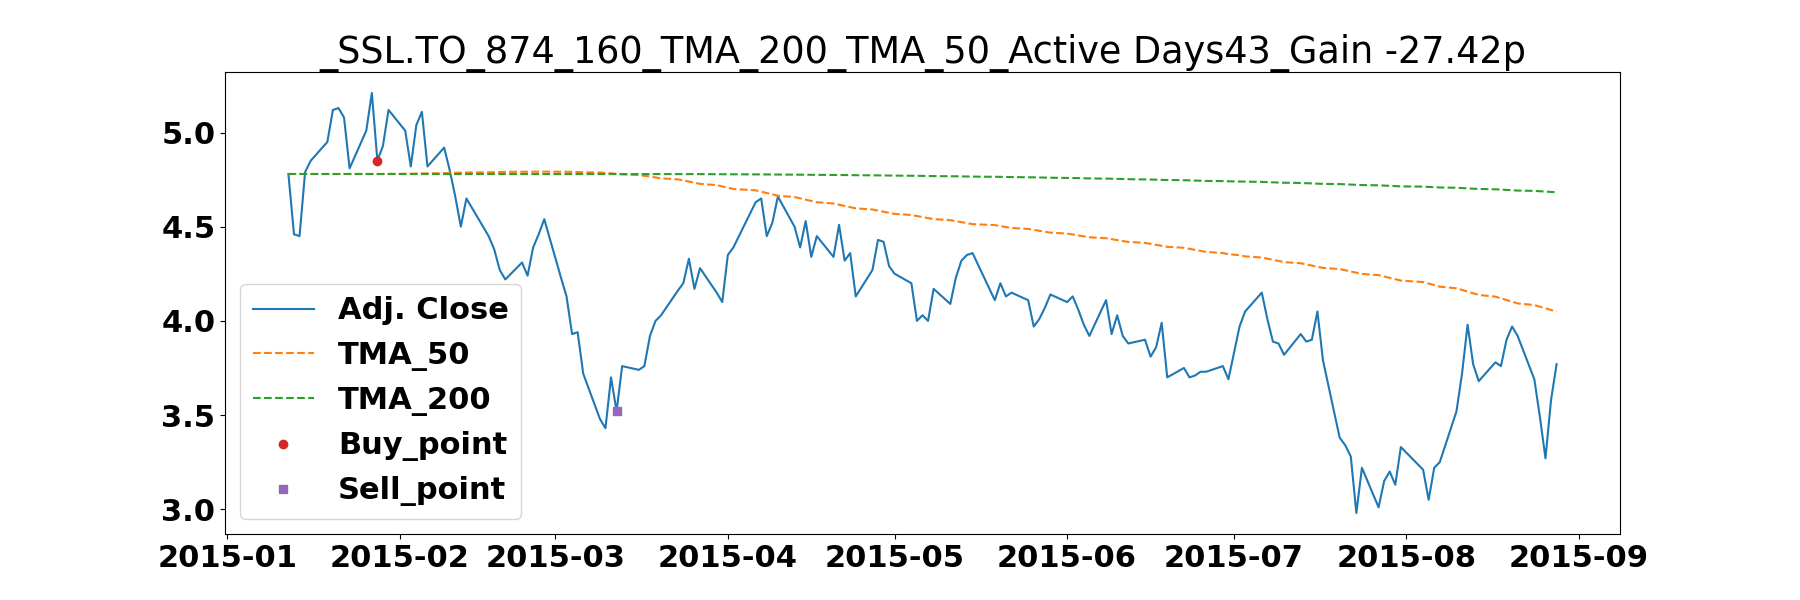 _SSL.TO_874_160_TMA_200_TMA_50_Active Days43_Gain -27.42p
5.0
4.5
4.0
3.5
3.0
Adj. Close
TMA_50
TMA_200
Buy_point
Sell_point
2015-01 2015-02 2015-03 2015-04 2015-05 2015-06 2015-07 2015-08 2015-09